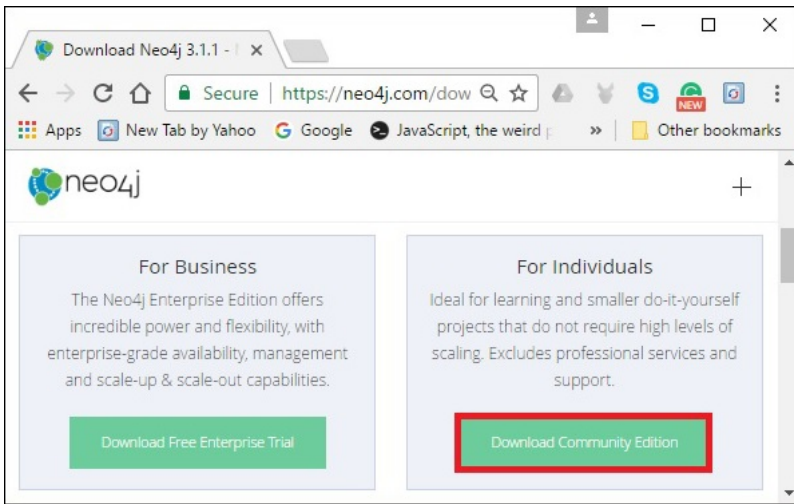 Download Neo4j 3.1.1 -
Secure | https://neo4j.com/dow
NEW
Apps New Tab by Yahoo Google JavaScript, the weird p » Other bookmarks
neo4j
For Business
The Neo4j Enterprise Edition offers
incredible power and flexibility, with
enterprise-grade availability, management
and scale-up & scale-out capabilities.
Download Free Enterprise Trial
For Individuals
Ideal for learning and smaller do-it-yourself
projects that do not require high levels of
scaling. Excludes professional services and
support.
Download Community Edition